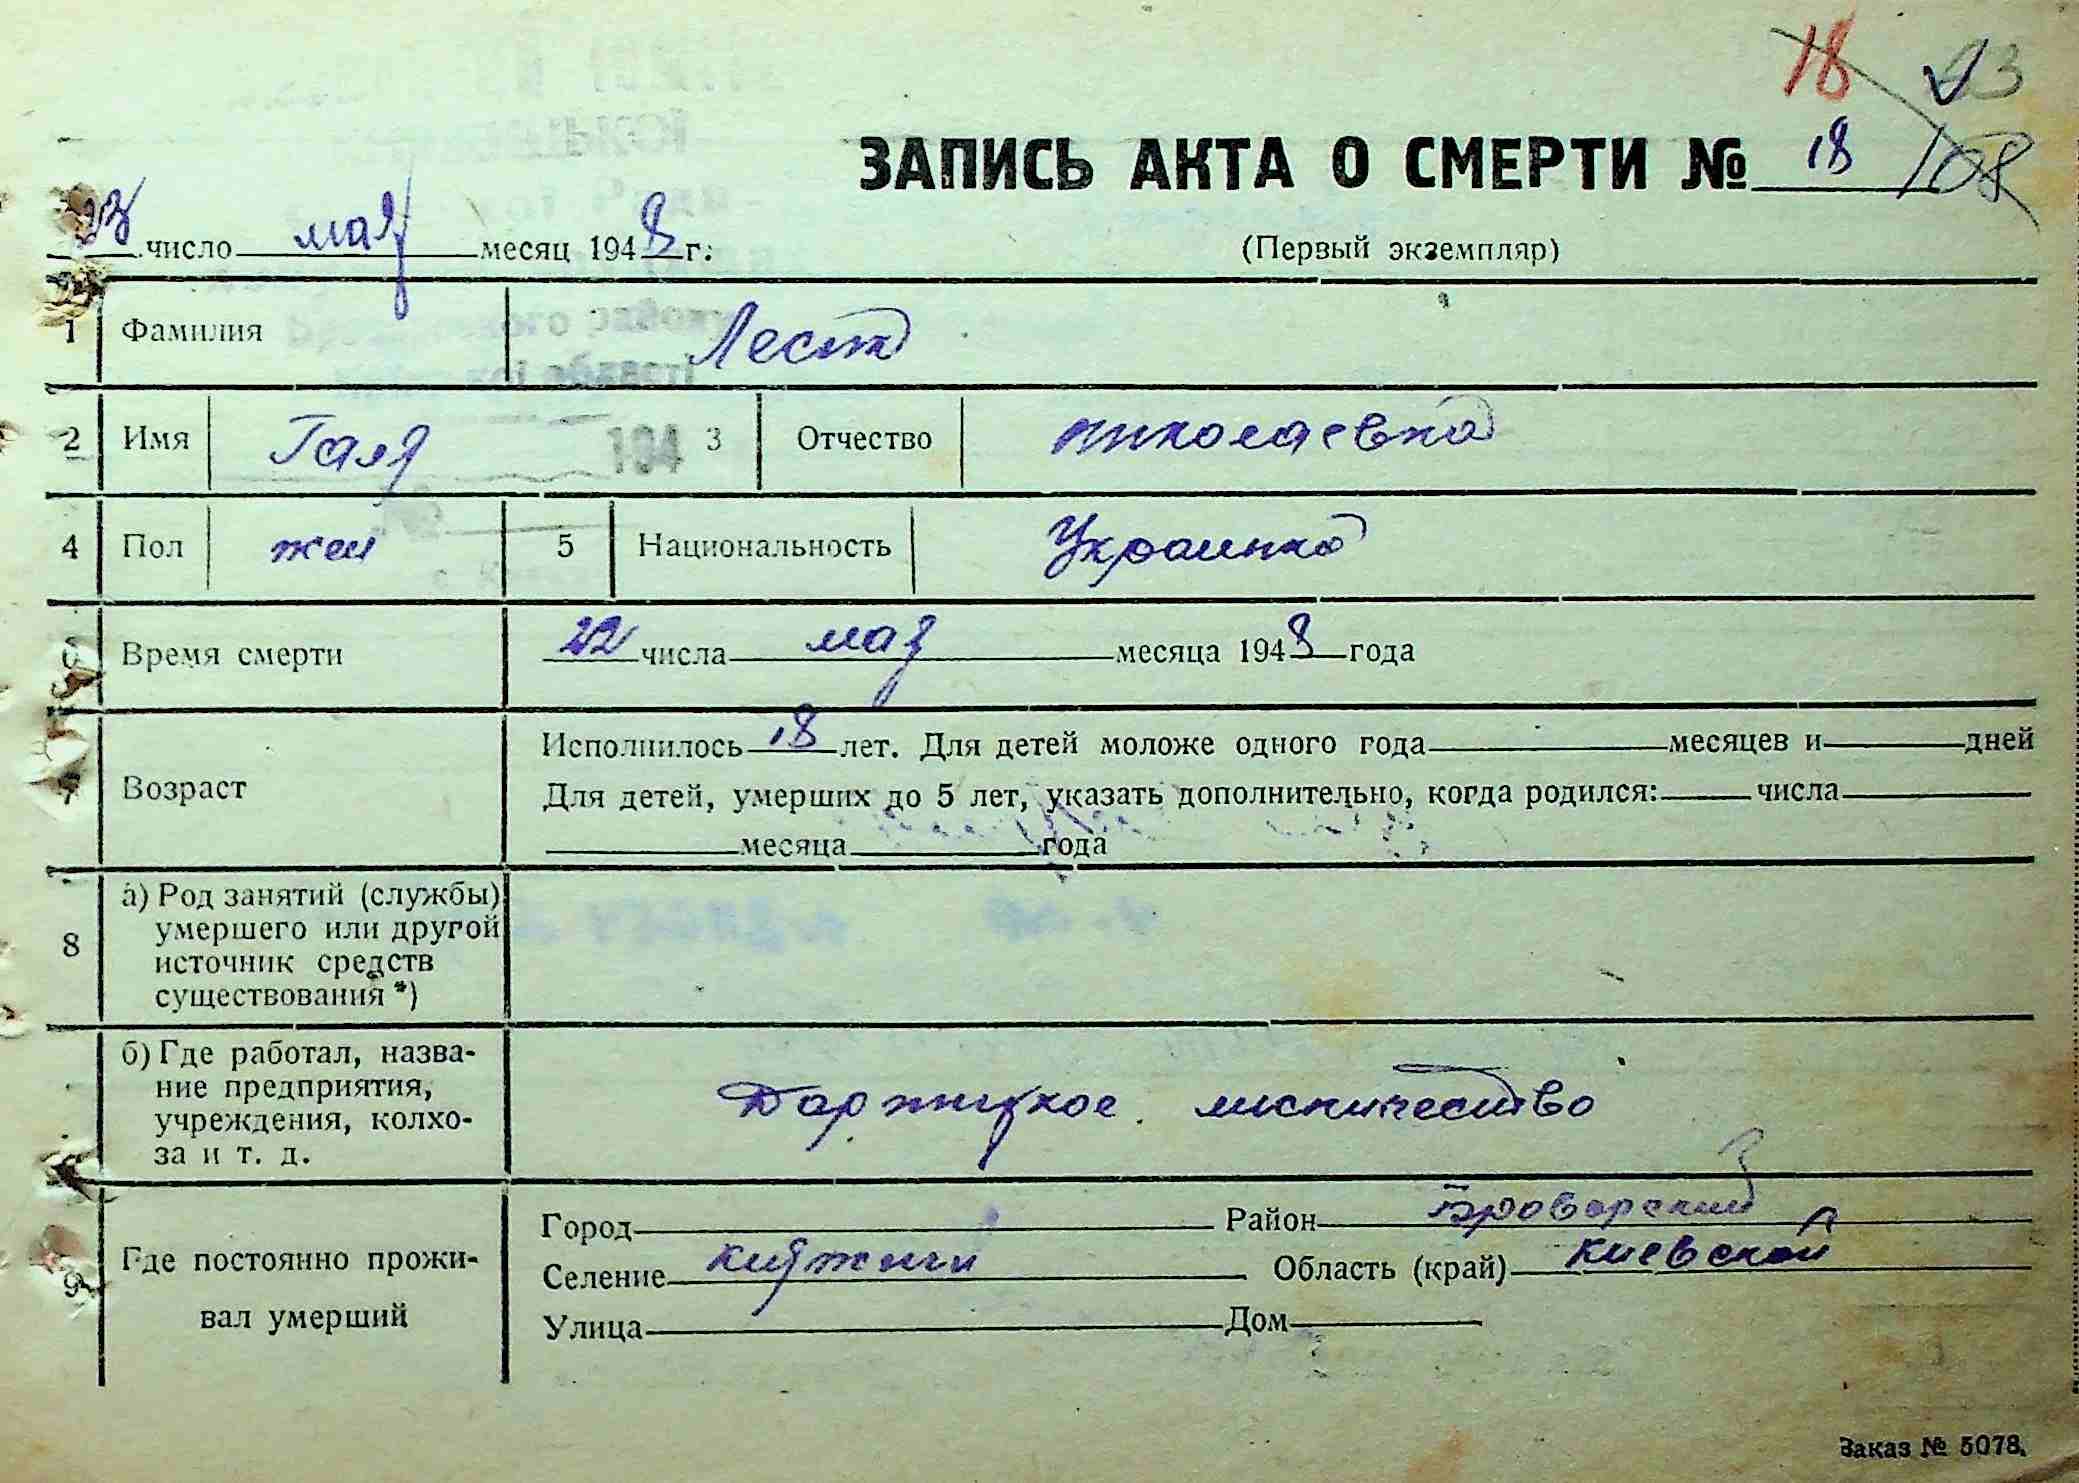 18 93
ЗАПИСЬ АКТА О СМЕРТИ № 18 /108
23 число мая месяц 1948 г.
(Первый экземпляр)
1 Фамилия Леста
2 Имя Галя 3 Отчество Николаевна
4 Пол жен 5 Национальность Украинка
6 Время смерти 22 числа мая месяца 1948 года
7 Возраст
Исполнилось 18 лет. Для детей моложе одного года месяцев и дней
Для детей, умерших до 5 лет, указать дополнительно, когда родился: числа
месяца года
8 а) Род занятий (службы)
умершего или другой
источник средств
существования *)
б) Где работал, назва-
ние предприятия,
учреждения, колхо-
за и т. д.
Дарницкое лисничество
9 Где постоянно прожи-
вал умерший
Город Район Броварский
Селение Княжичи Область (край) Киевской
Улица Дом
Заказ № 5078.